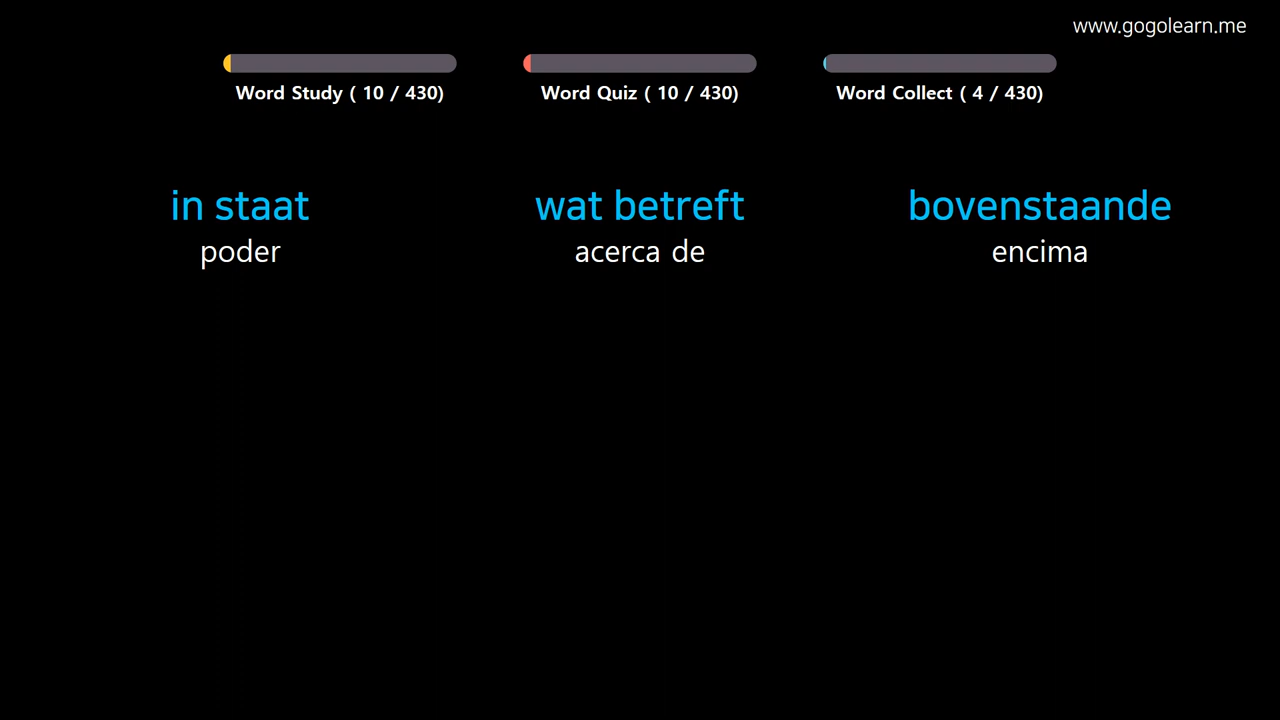 www.gogolearn.me
Word Study ( 10 / 430)
Word Quiz ( 10 / 430)
Word Collect ( 4 / 430)
in staat
poder
wat betreft
acerca de
bovenstaande
encima